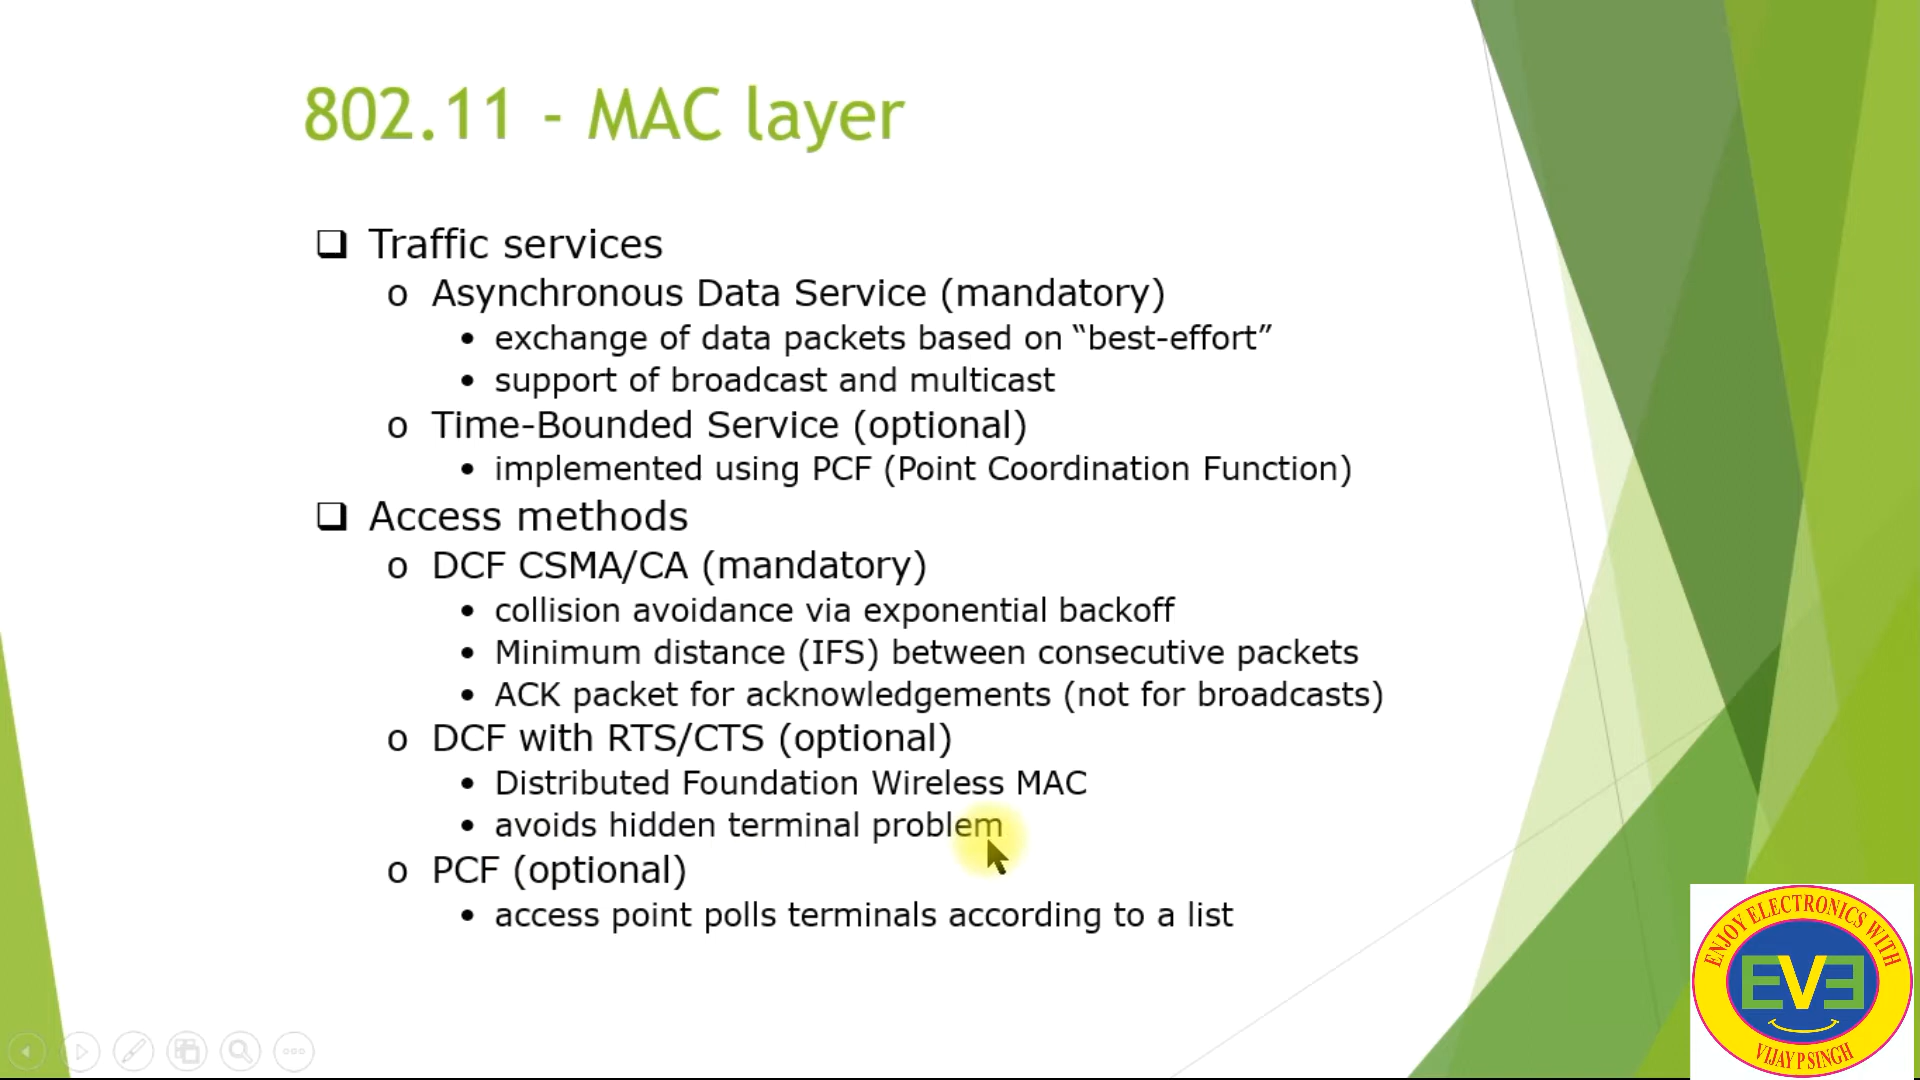 802.11 - MAC layer
❑ Traffic services
o Asynchronous Data Service (mandatory)
• exchange of data packets based on “best-effort”
• support of broadcast and multicast
o Time-Bounded Service (optional)
• implemented using PCF (Point Coordination Function)
❑ Access methods
o DCF CSMA/CA (mandatory)
• collision avoidance via exponential backoff
• Minimum distance (IFS) between consecutive packets
• ACK packet for acknowledgements (not for broadcasts)
o DCF with RTS/CTS (optional)
• Distributed Foundation Wireless MAC
• avoids hidden terminal problem
o PCF (optional)
• access point polls terminals according to a list
ENJOY ELECTRONICS WITH
EVE
VIJAY P SINGH